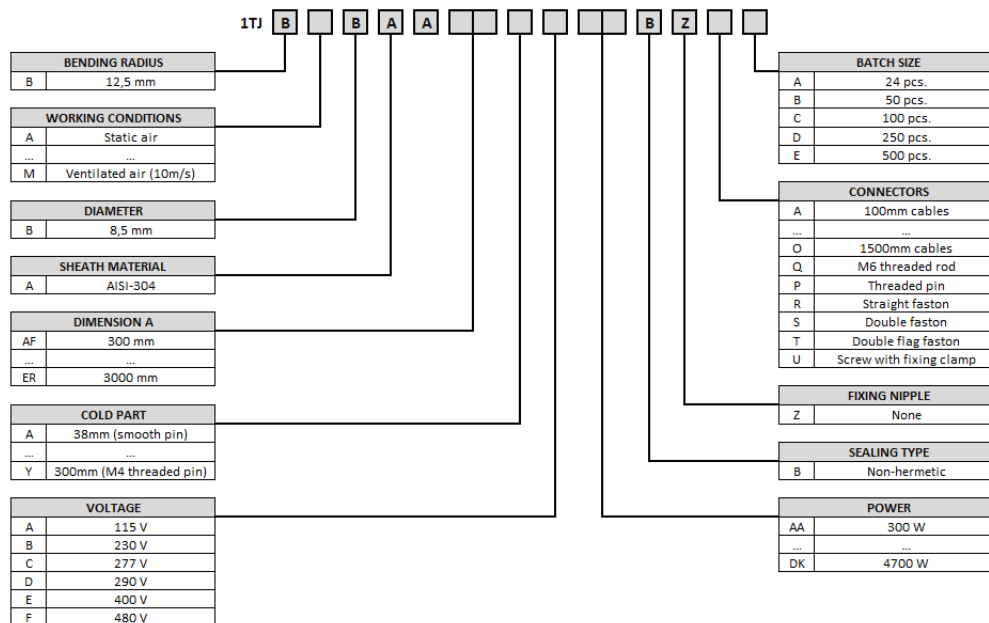 1TJ B B A A B Z
BENDING RADIUS
B 12,5 mm
WORKING CONDITIONS
A Static air
... ...
M Ventilated air (10m/s)
DIAMETER
B 8,5 mm
SHEATH MATERIAL
A AISI-304
DIMENSION A
AF 300 mm
... ...
ER 3000 mm
COLD PART
A 38mm (smooth pin)
... ...
Y 300mm (M4 threaded pin)
VOLTAGE
A 115 V
B 230 V
C 277 V
D 290 V
E 400 V
F 480 V
BATCH SIZE
A 24 pcs.
B 50 pcs.
C 100 pcs.
D 250 pcs.
E 500 pcs.
CONNECTORS
A 100mm cables
... ...
O 1500mm cables
Q M6 threaded rod
P Threaded pin
R Straight faston
S Double faston
T Double flag faston
U Screw with fixing clamp
FIXING NIPPLE
Z None
SEALING TYPE
B Non-hermetic
POWER
AA 300 W
... ...
DK 4700 W